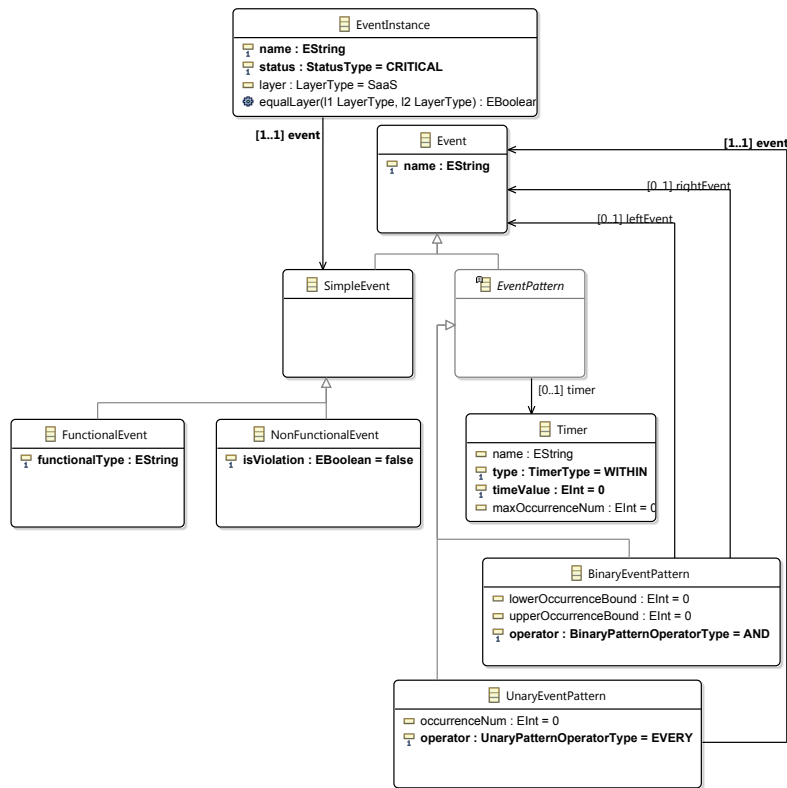 EventInstance
name : EString
status : StatusType = CRITICAL
layer : LayerType = SaaS
equalLayer(l1 LayerType, l2 LayerType) : EBoolean
[1..1] event
Event
name : EString
[1..1] event
[0..1] rightEvent
[0..1] leftEvent
SimpleEvent
EventPattern
[0..1] timer
FunctionalEvent
functionalType : EString
NonFunctionalEvent
isViolation : EBoolean = false
Timer
name : EString
type : TimerType = WITHIN
timeValue : EInt = 0
maxOccurrenceNum : EInt = 0
BinaryEventPattern
lowerOccurrenceBound : EInt = 0
upperOccurrenceBound : EInt = 0
operator : BinaryPatternOperatorType = AND
UnaryEventPattern
occurrenceNum : EInt = 0
operator : UnaryPatternOperatorType = EVERY